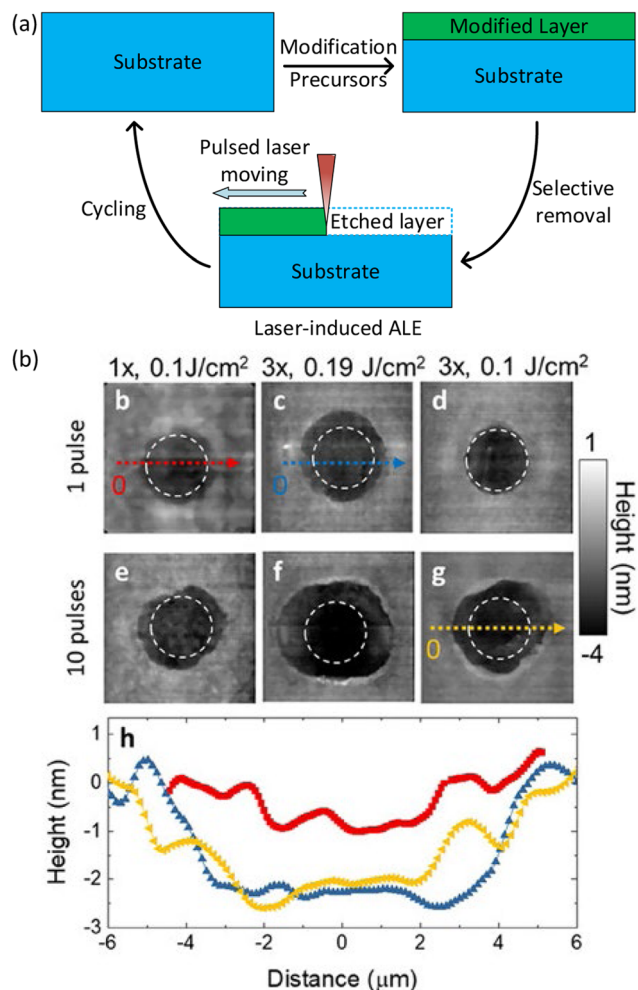 (a)
Substrate
Modification
Precursors
Modified Layer
Substrate
Pulsed laser
moving
Cycling
Etched layer
Selective
removal
Substrate
Laser-induced ALE
(b)
1x, 0.1J/cm² 3x, 0.19 J/cm² 3x, 0.1 J/cm²
1 pulse
b
0
c
0
d
10 pulses
e
f
g
0
1
Height (nm)
-4
h
Height (nm)
1
0
-1
-2
-3
-6 -4 -2 0 2 4 6
Distance (μm)